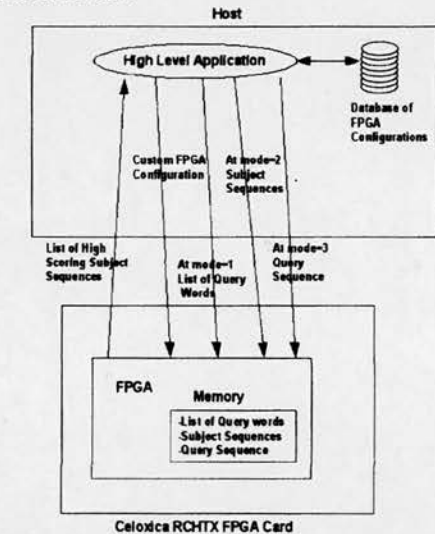 Host
High Level Application
Database of
FPGA
Configurations
Custom FPGA
Configuration
At mode-2
Subject
Sequences
List of High
Scoring Subject
Sequences
At mode-1
List of Query
Words
At mode-3
Query
Sequence
FPGA
Memory
-List of Query words
-Subject Sequences
-Query Sequence
Celoxica RCHTX FPGA Card